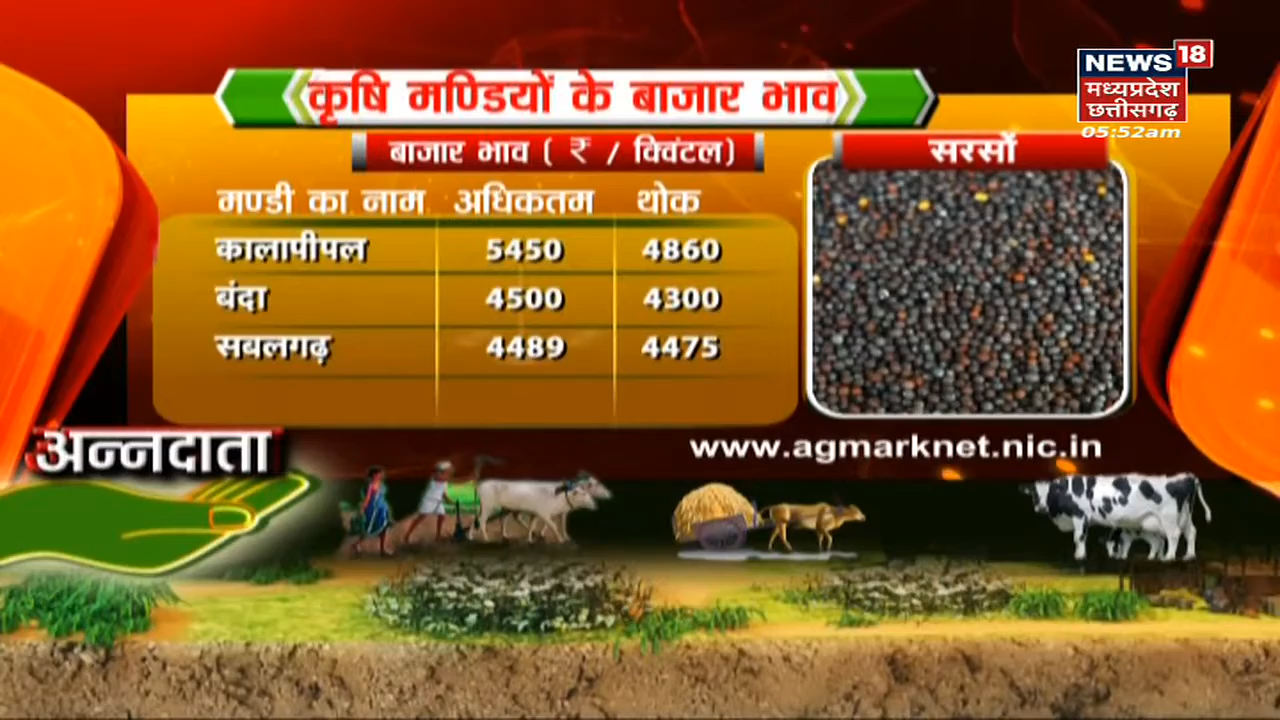 NEWS 18
मध्यप्रदेश
छत्तीसगढ़
05:52am
कृषि मण्डियों के बाजार भाव
बाजार भाव ( ₹ / क्विंटल)
सरसों
मण्डी का नाम अधिकतम थोक
कालापीपल 5450 4860
बंदा 4500 4300
सबलगढ़ 4489 4475
अन्नदाता
www.agmarknet.nic.in